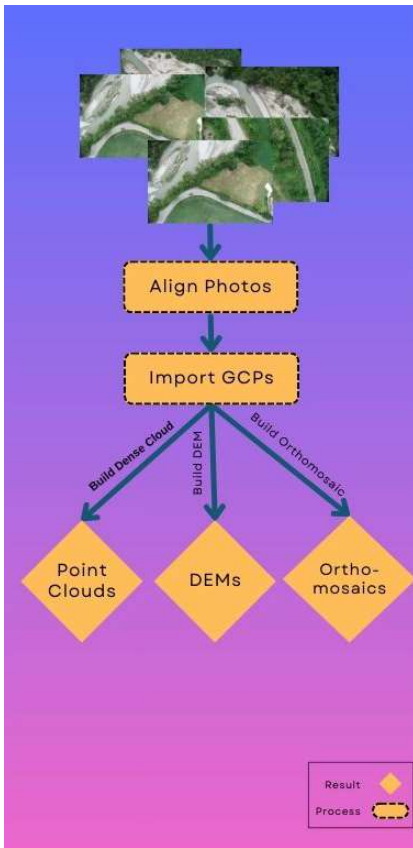 Align Photos
Import GCPs
Build Dense Cloud
Build DEM
Build Orthomosaic
Point
Clouds
DEMs
Ortho-
mosaics
Result
Process